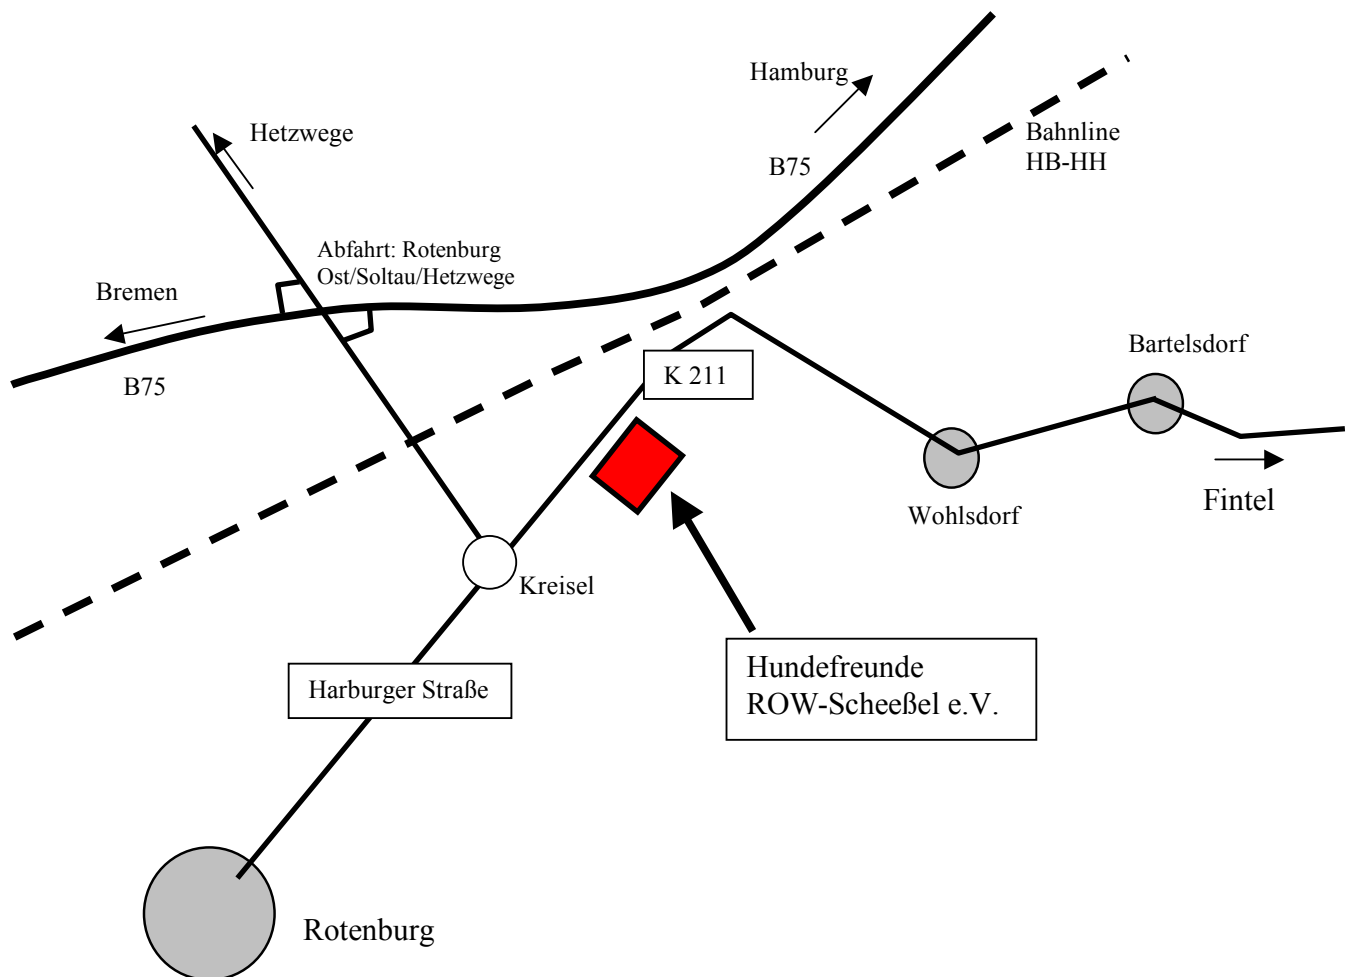 Hamburg
Hetzwege
Bahnline
HB-HH
B75
Abfahrt: Rotenburg
Ost/Soltau/Hetzwege
Bremen
B75
K 211
Bartelsdorf
Wohlsdorf
Fintel
Kreisel
Hundefreunde
ROW-Scheeßel e.V.
Harburger Straße
Rotenburg